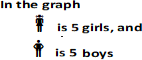 In the graph
is 5 girls, and
is 5 boys